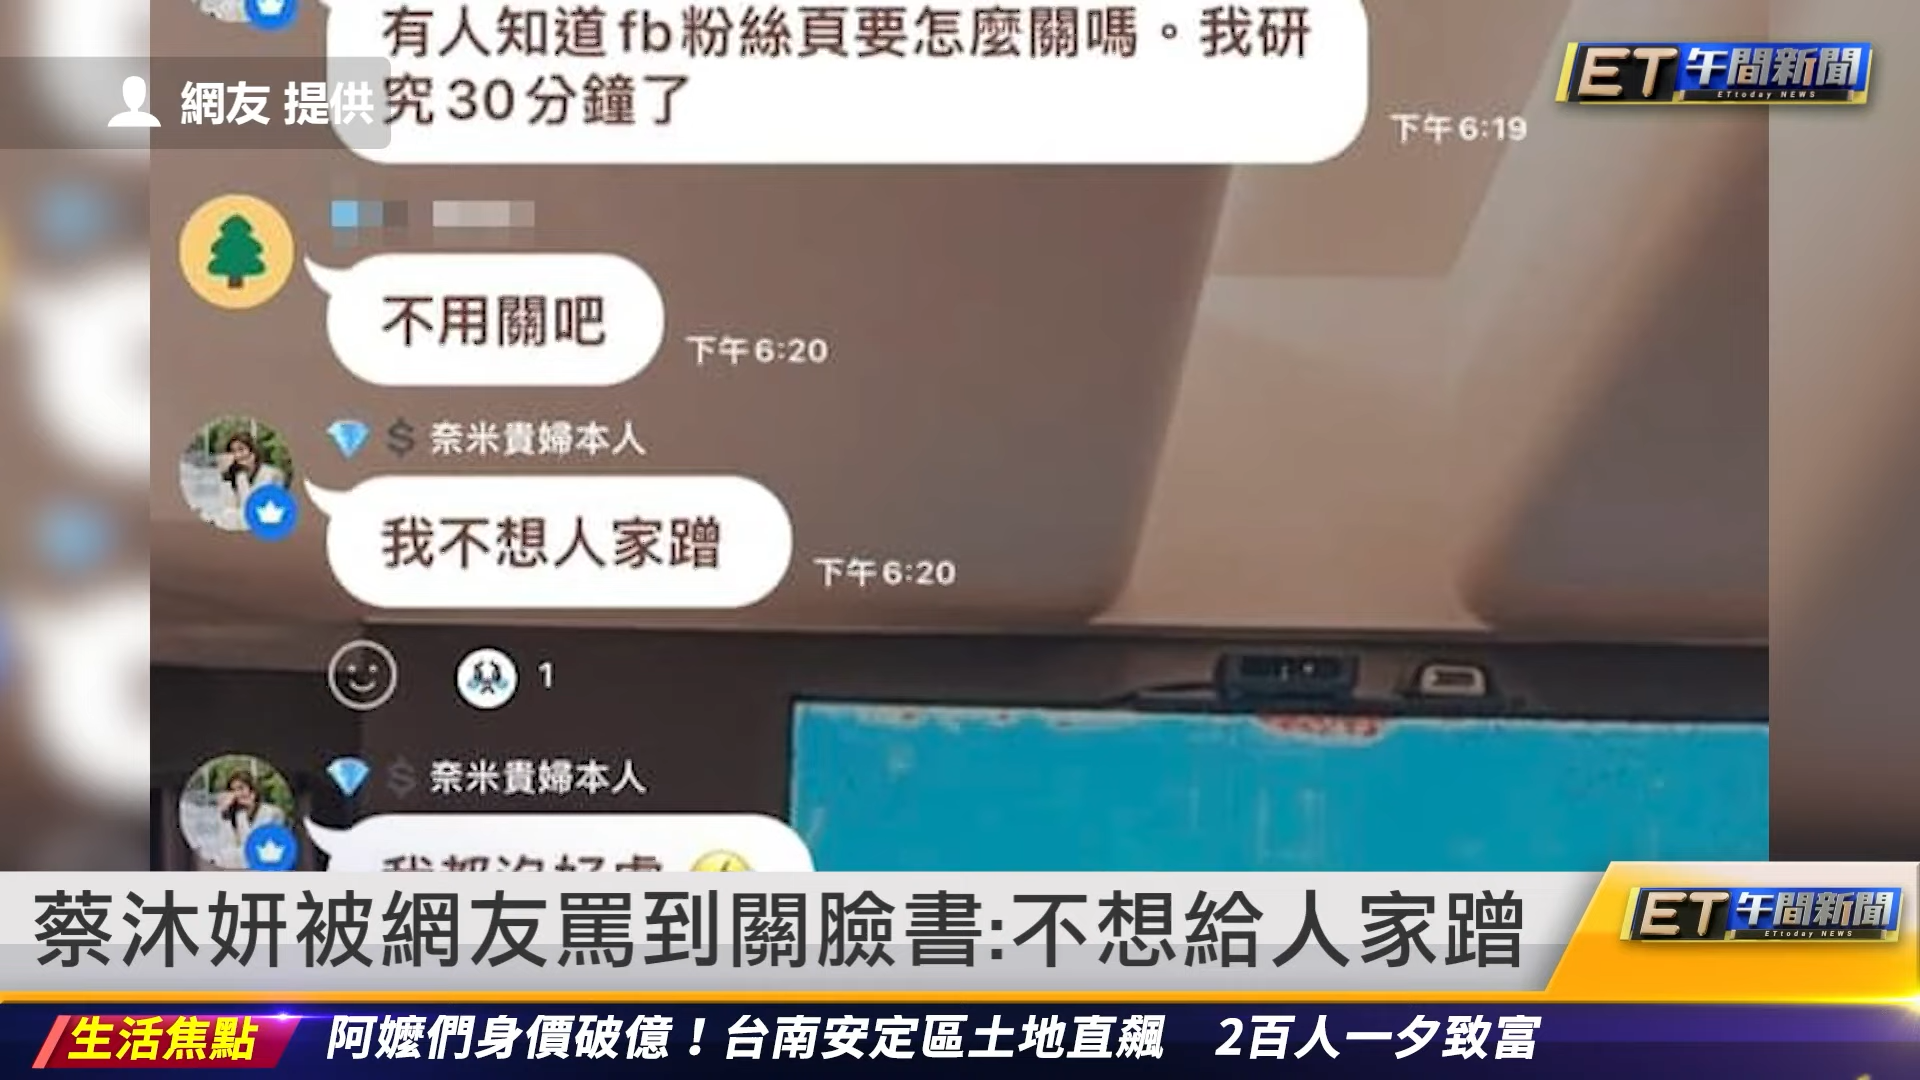 有人知道fb粉絲頁要怎麼關嗎。我研
究30分鐘了
下午6:19
網友 提供
ET午間新聞
ETtoday NEWS
不用關吧
下午6:20
奈米貴婦本人
我不想人家蹭
下午6:20
1
奈米貴婦本人
我都沒好處
蔡沐妍被網友罵到關臉書:不想給人家蹭
ET午間新聞
ETtoday NEWS
生活焦點
阿嬤們身價破億！台南安定區土地直飆 2百人一夕致富